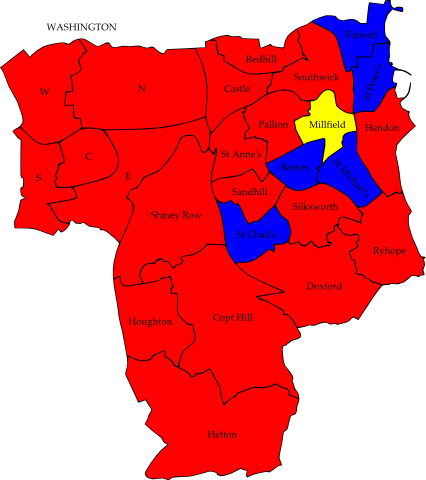 WASHINGTON
Fulwell
Redhill
Southwick
St Peter's
W
N
Castle
Pallion
Millfield
Hendon
C
St Anne's
Barnes
St Michael's
S
E
Sandhill
Shiney Row
Silksworth
St Chad's
Ryhope
Doxford
Houghton
Copt Hill
Hetton